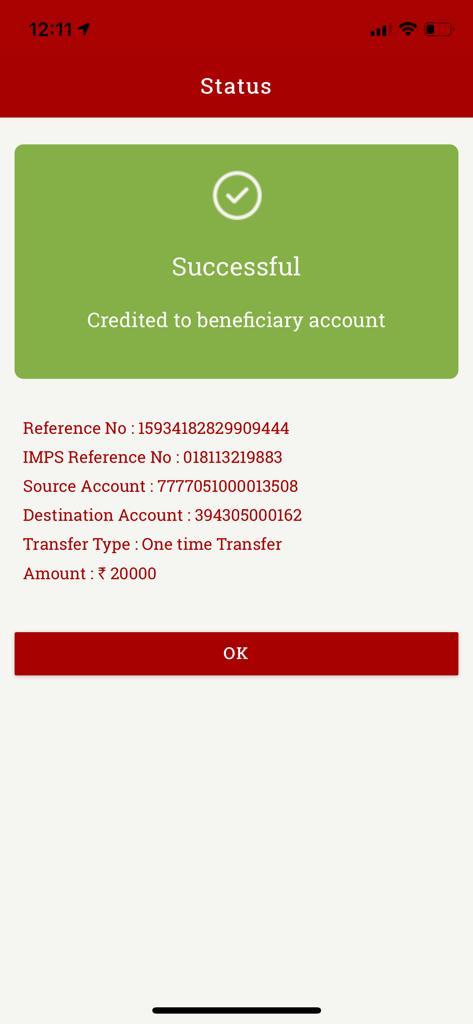 12:11
Status
Successful
Credited to beneficiary account
Reference No : 15934182829909444
IMPS Reference No : 018113219883
Source Account : 7777051000013508
Destination Account : 394305000162
Transfer Type : One time Transfer
Amount : ₹ 20000
OK